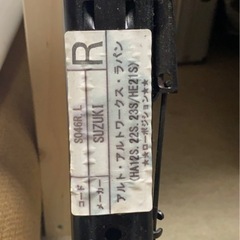 R
コード S046R,L
メーカー SUZUKI
アルト・アルトワークス・ラパン
(HA12S,22S,23S/HE21S)
★★ローポジション★★